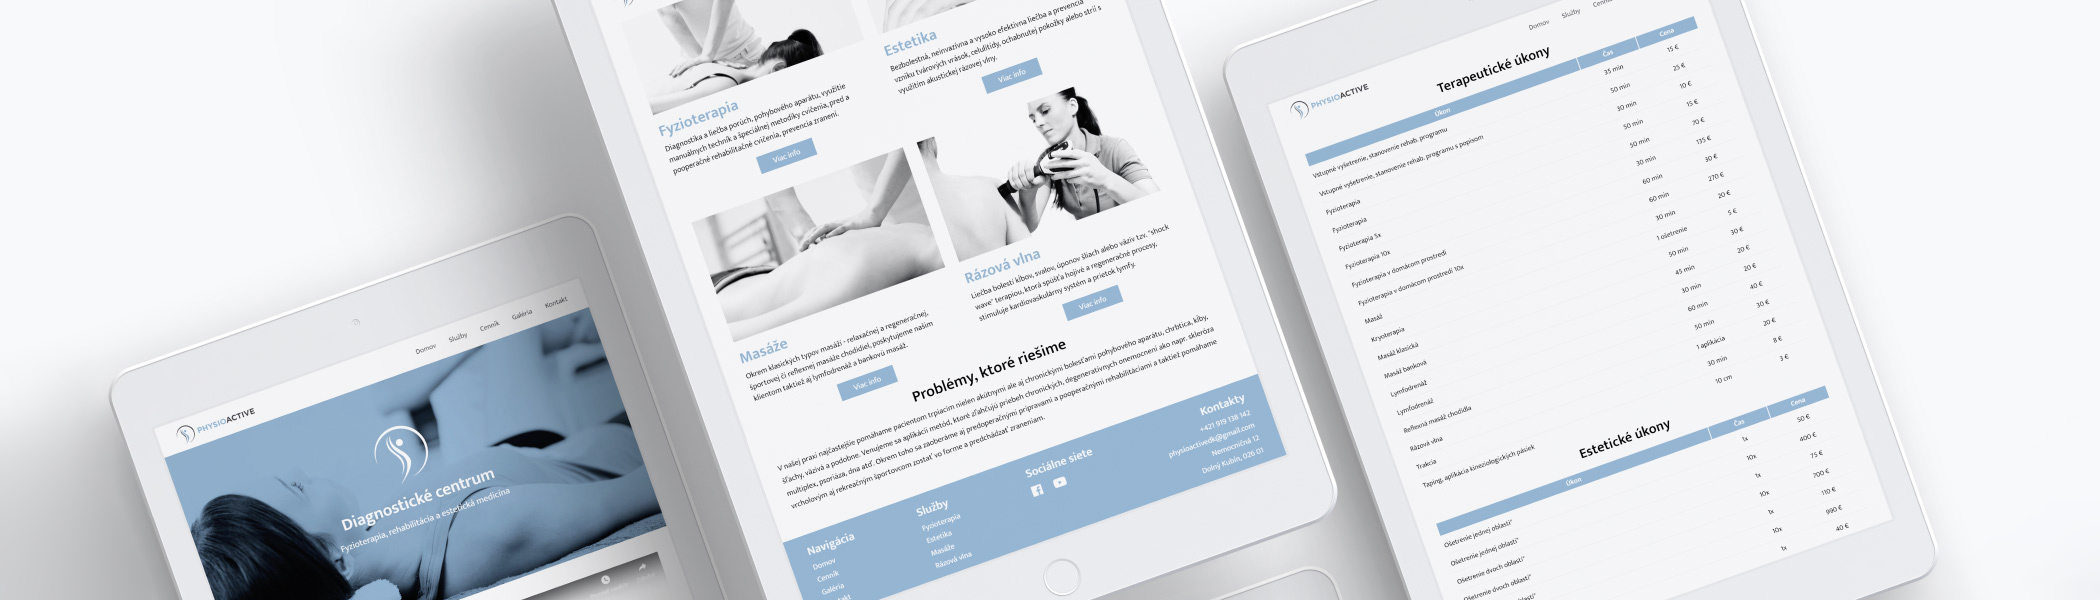 PHYSIOACTIVE
Domov Služby Cenník Galéria Kontakt
Diagnostické centrum
Fyzioterapia, rehabilitácia a estetická medicína
Fyzioterapia
Diagnostika a liečba porúch, pohybového aparátu, využitie
manuálnych techník a špeciálnej metodiky cvičenia, pred a
pooperačné rehabilitačné cvičenia, prevencia zranení.
Viac info
Estetika
Bezbolestná, neinvazívna a vysoko efektívna liečba a prevencia
vzniku tvárových vrások, celulitídy, ochabnutej pokožky alebo strií s
využitím akustickej rázovej vlny.
Viac info
Masáže
Okrem klasických typov masáží - relaxačnej a regeneračnej,
športovej či reflexnej masáže chodidiel, poskytujeme našim
klientom taktiež aj lymfodrenáž a bankovú masáž.
Viac info
Rázová vlna
Liečba bolesti kĺbov, svalov, úponov šliach alebo väzív tzv. "shock
wave" terapiou, ktorá spúšťa hojivé a regeneračné procesy,
stimuluje kardiovaskulárny systém a prietok lymfy.
Viac info
Problémy, ktoré riešime
V našej praxi najčastejšie pomáhame pacientom trpiacim nielen akútnymi ale aj chronickými bolesťami pohybového aparátu, chrbtica, kĺby,
šľachy, väzivá a podobne. Venujeme sa aplikácii metód, ktoré zľahčujú priebeh chronických, degeneratívnych onemocnení ako napr. skleróza
multiplex, psoriáza, dna atď. Okrem toho sa zaoberáme aj predoperačnými prípravami a pooperačnými rehabilitáciami a taktiež pomáhame
vrcholovým aj rekreačným športovcom zostať vo forme a predchádzať zraneniam.
Navigácia
Domov
Cenník
Galéria
Služby
Fyzioterapia
Estetika
Masáže
Rázová vlna
Sociálne siete
Kontakty
+421 919 138 142
physioactivedk@gmail.com
Nemocničná 12
Dolný Kubín, 026 01
PHYSIOACTIVE
Domov Služby
Terapeutické úkony
Úkon Čas Cena
Vstupné vyšetrenie, stanovenie rehab. programu 35 min 15 €
Vstupné vyšetrenie, stanovenie rehab. programu s popisom 50 min 25 €
Fyzioterapia 30 min 10 €
Fyzioterapia 50 min 15 €
Fyzioterapia 5x 50 min 70 €
Fyzioterapia 10x 30 min 135 €
Fyzioterapia v domácom prostredí 60 min 30 €
Fyzioterapia v domácom prostredí 10x 60 min 270 €
Masáž 30 min 20 €
Kryoterapia 1 ošetrenie 5 €
Masáž klasická 50 min 30 €
Masáž banková 45 min 20 €
Lymfodrenáž 30 min 20 €
Lymfodrenáž 60 min 40 €
Reflexná masáž chodidla 50 min 30 €
Rázová vlna 1 aplikácia 20 €
Trakcia 30 min 8 €
Taping, aplikácia kineziologických pások 10 cm 3 €
Estetické úkony
Úkon Čas Cena
Ošetrenie jednej oblasti* 1x 50 €
Ošetrenie jednej oblasti* 10x 400 €
Ošetrenie dvoch oblastí* 1x 75 €
Ošetrenie dvoch oblastí* 10x 700 €
1x 110 €
10x 990 €
1x 40 €